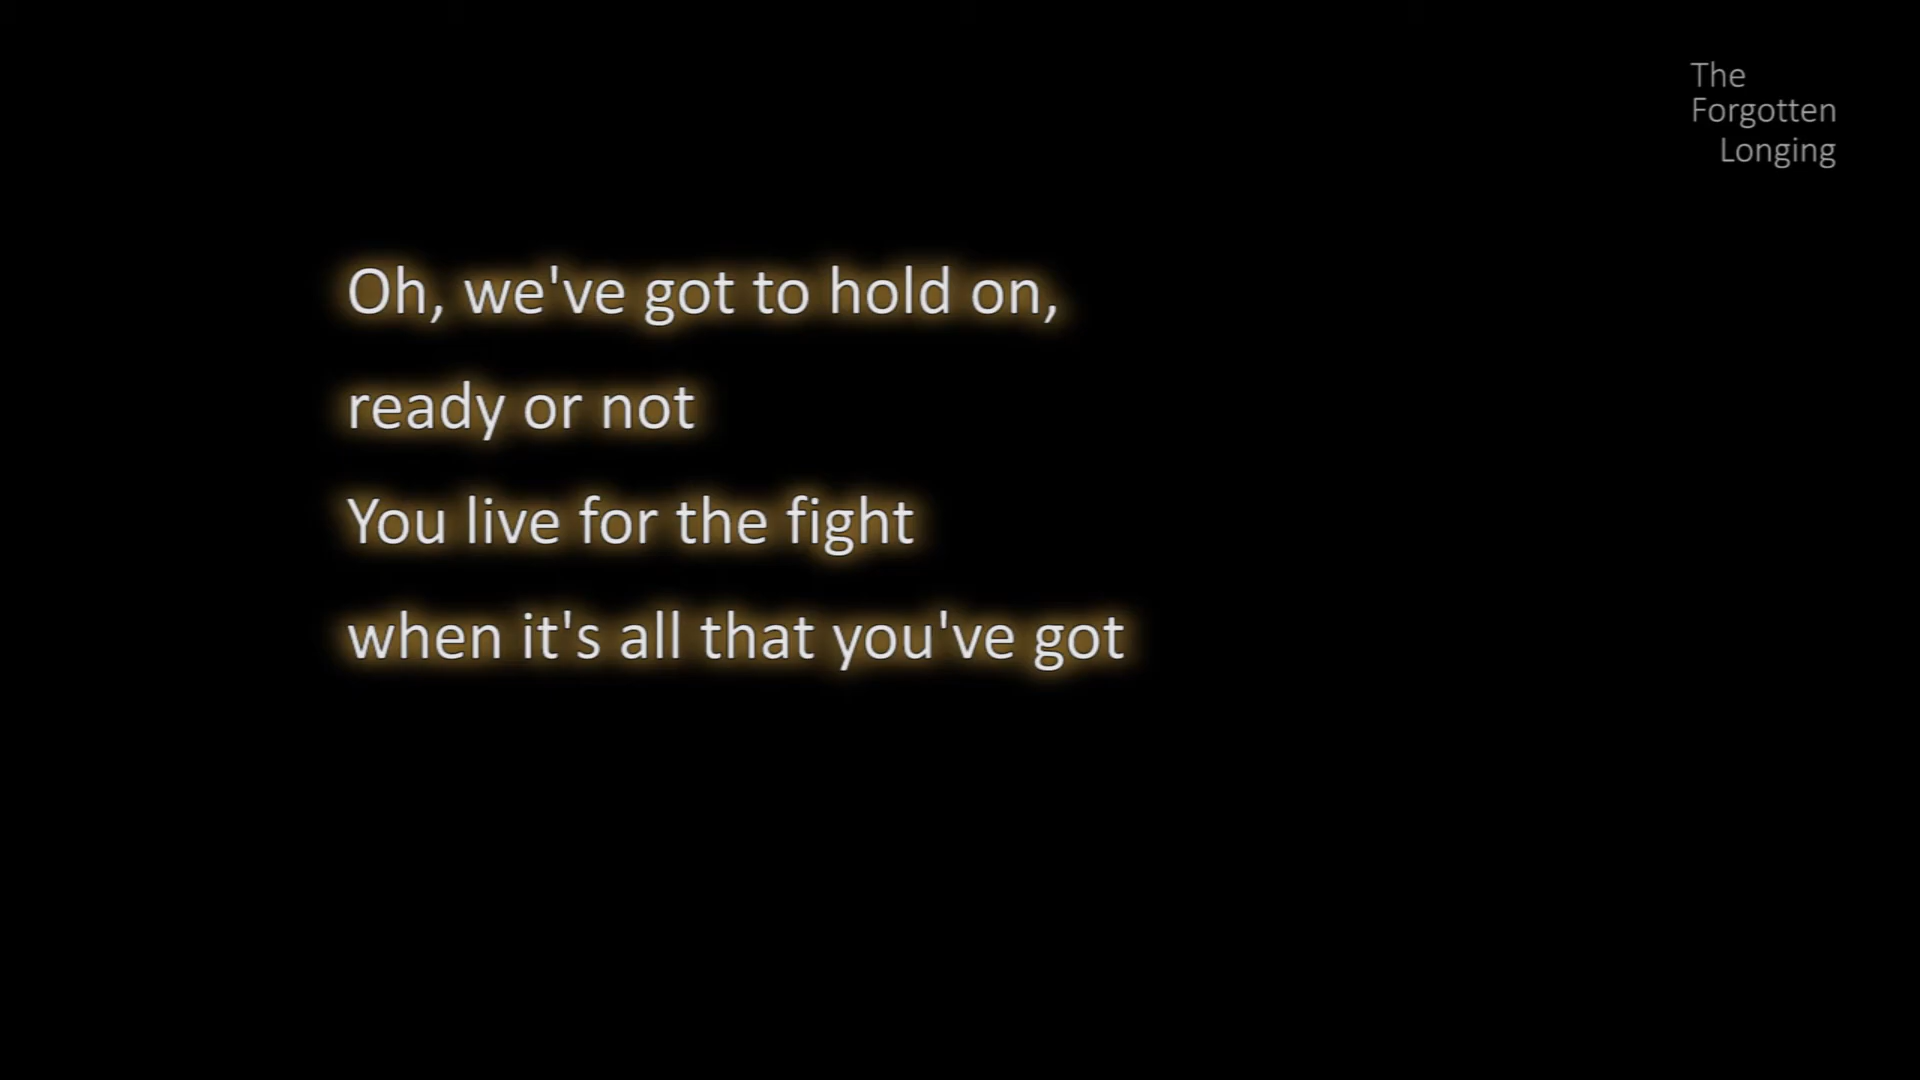 The
Forgotten
Longing
Oh, we've got to hold on,
ready or not
You live for the fight
when it's all that you've got